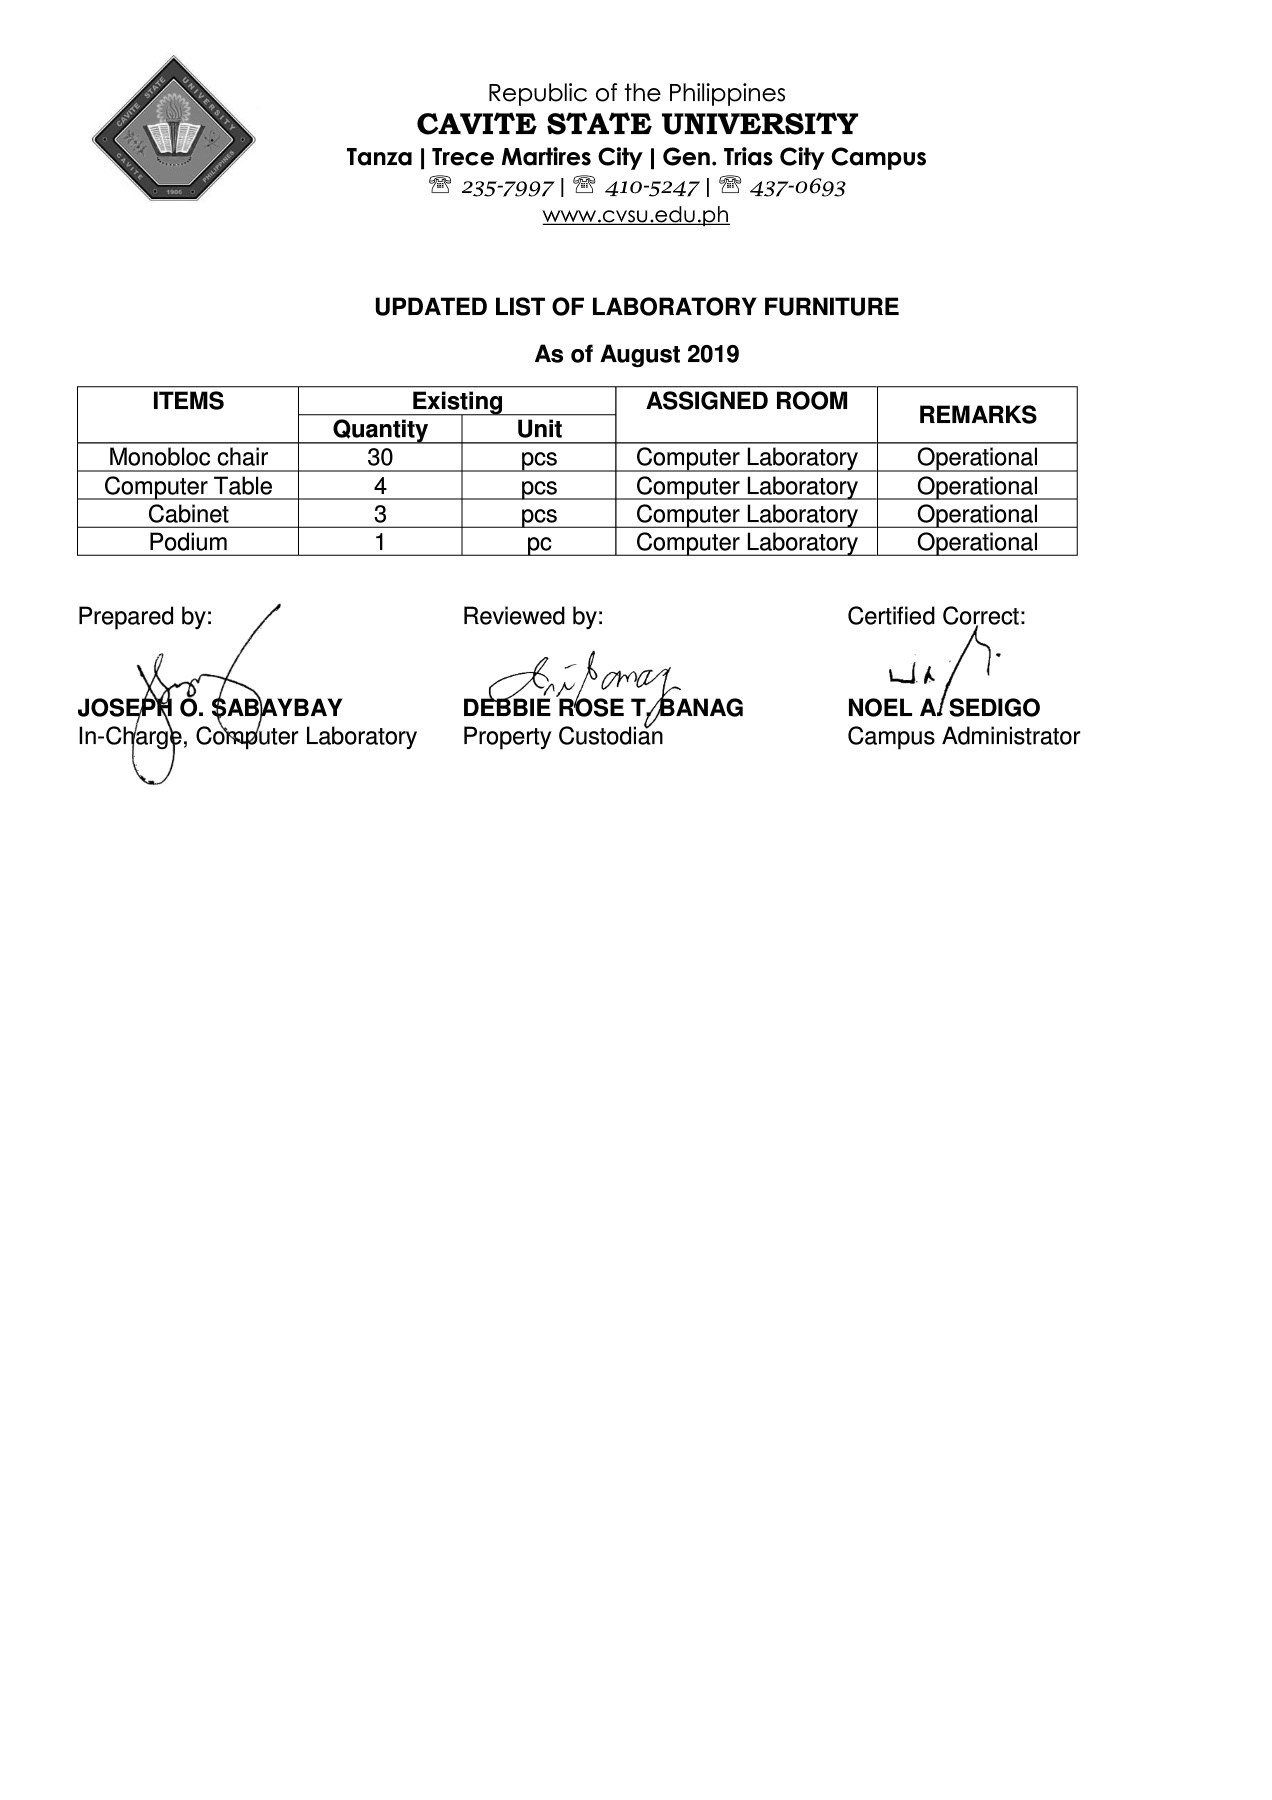 CAVITE STATE UNIVERSITY
CAVITE PHILIPPINES
1906
Republic of the Philippines
CAVITE STATE UNIVERSITY
Tanza | Trece Martires City | Gen. Trias City Campus
☏ 235-7997 | ☏ 410-5247 | ☏ 437-0693
www.cvsu.edu.ph
UPDATED LIST OF LABORATORY FURNITURE
As of August 2019
ITEMS Existing ASSIGNED ROOM REMARKS
Quantity Unit
Monobloc chair 30 pcs Computer Laboratory Operational
Computer Table 4 pcs Computer Laboratory Operational
Cabinet 3 pcs Computer Laboratory Operational
Podium 1 pc Computer Laboratory Operational
Prepared by: Reviewed by: Certified Correct:
JOSEPH O. SABAYBAY DEBBIE ROSE T. BANAG NOEL A. SEDIGO
In-Charge, Computer Laboratory Property Custodian Campus Administrator